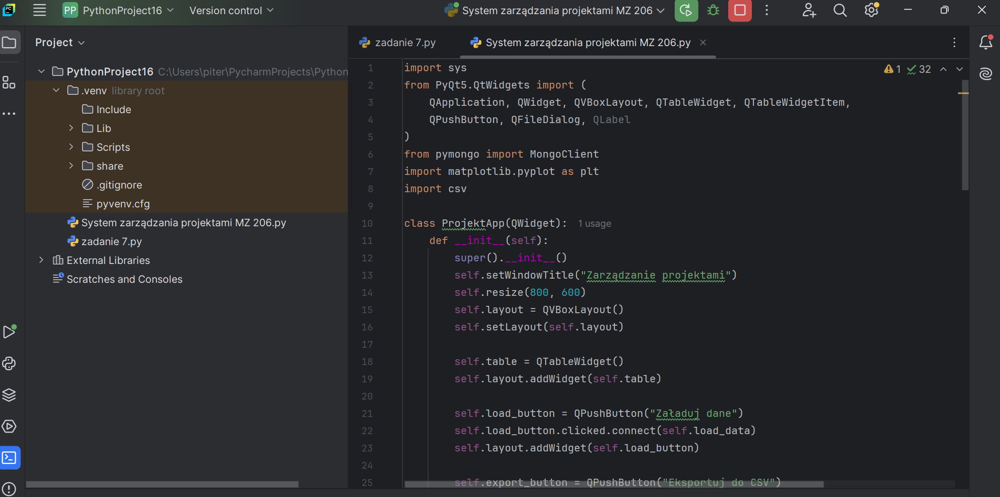 PC
PP PythonProject16
Version control
System zarządzania projektami MZ 206
Project
zadanie 7.py
System zarządzania projektami MZ 206.py
PythonProject16 C:\Users\piter\PycharmProjects\Python
.venv library root
Include
Lib
Scripts
share
.gitignore
pyvenv.cfg
System zarządzania projektami MZ 206.py
zadanie 7.py
External Libraries
Scratches and Consoles
1 32
1 import sys
2 from PyQt5.QtWidgets import (
3 QApplication, QWidget, QVBoxLayout, QTableWidget, QTableWidgetItem,
4 QPushButton, QFileDialog, QLabel
5 )
6 from pymongo import MongoClient
7 import matplotlib.pyplot as plt
8 import csv
9
10 class ProjektApp(QWidget): 1 usage
11 def __init__(self):
12 super().__init__()
13 self.setWindowTitle("Zarządzanie projektami")
14 self.resize(800, 600)
15 self.layout = QVBoxLayout()
16 self.setLayout(self.layout)
17
18 self.table = QTableWidget()
19 self.layout.addWidget(self.table)
20
21 self.load_button = QPushButton("Załaduj dane")
22 self.load_button.clicked.connect(self.load_data)
23 self.layout.addWidget(self.load_button)
24
25 self.export_button = QPushButton("Eksportuj do CSV")